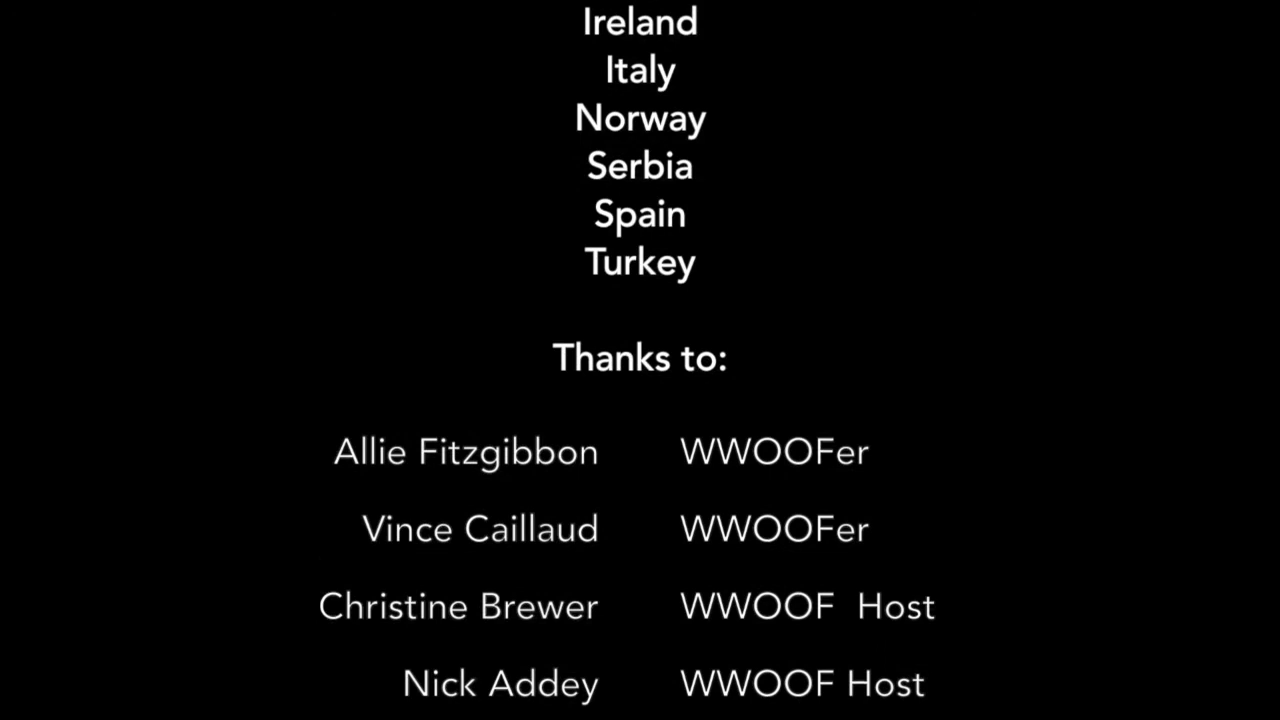 Ireland
Italy
Norway
Serbia
Spain
Turkey
Thanks to:
Allie Fitzgibbon WWOOFer
Vince Caillaud WWOOFer
Christine Brewer WWOOF Host
Nick Addey WWOOF Host